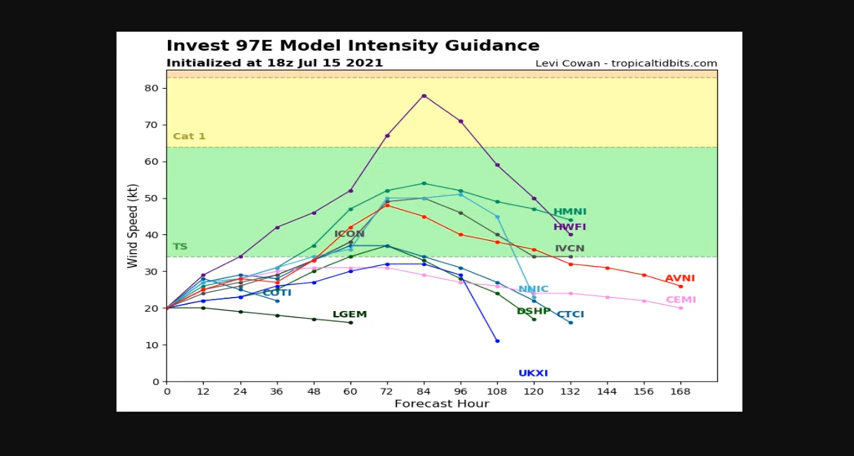 Invest 97E Model Intensity Guidance
Initialized at 18z Jul 15 2021
Levi Cowan - tropicaltidbits.com
80
Cat 1
70
60
50
HMNI
HWFI
40
ICON
IVCN
TS
30
AVNI
NNIC
COTI
CEMI
20
LGEM
DSHP
CTCI
10
UKXI
0
Wind Speed (kt)
0 12 24 36 48 60 72 84 96 108 120 132 144 156 168
Forecast Hour